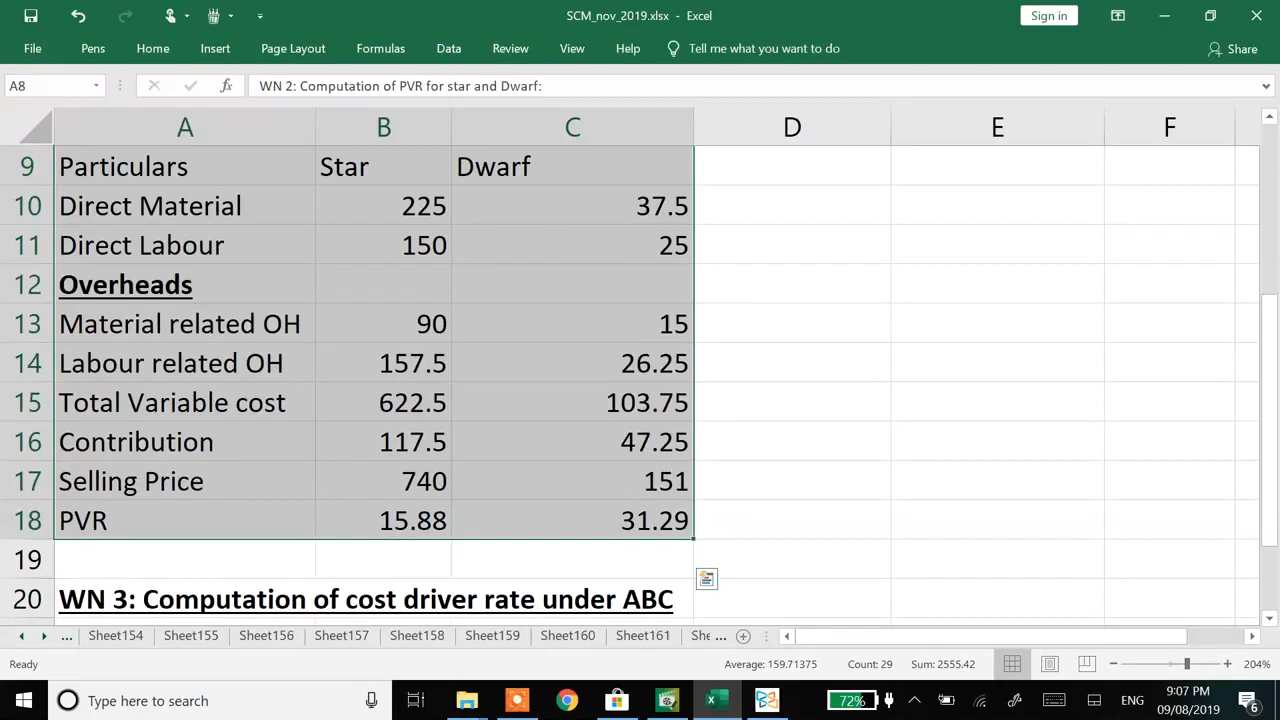 SCM_nov_2019.xlsx - Excel
Sign in
File Pens Home Insert Page Layout Formulas Data Review View Help Tell me what you want to do Share
A8 fx WN 2: Computation of PVR for star and Dwarf:
A B C D E F
9 Particulars Star Dwarf
10 Direct Material 225 37.5
11 Direct Labour 150 25
12 Overheads
13 Material related OH 90 15
14 Labour related OH 157.5 26.25
15 Total Variable cost 622.5 103.75
16 Contribution 117.5 47.25
17 Selling Price 740 151
18 PVR 15.88 31.29
19
20 WN 3: Computation of cost driver rate under ABC
... Sheet154 Sheet155 Sheet156 Sheet157 Sheet158 Sheet159 Sheet160 Sheet161 She ...
Ready Average: 159.71375 Count: 29 Sum: 2555.42 204%
Type here to search 72% ENG 9:07 PM
09/08/2019 6